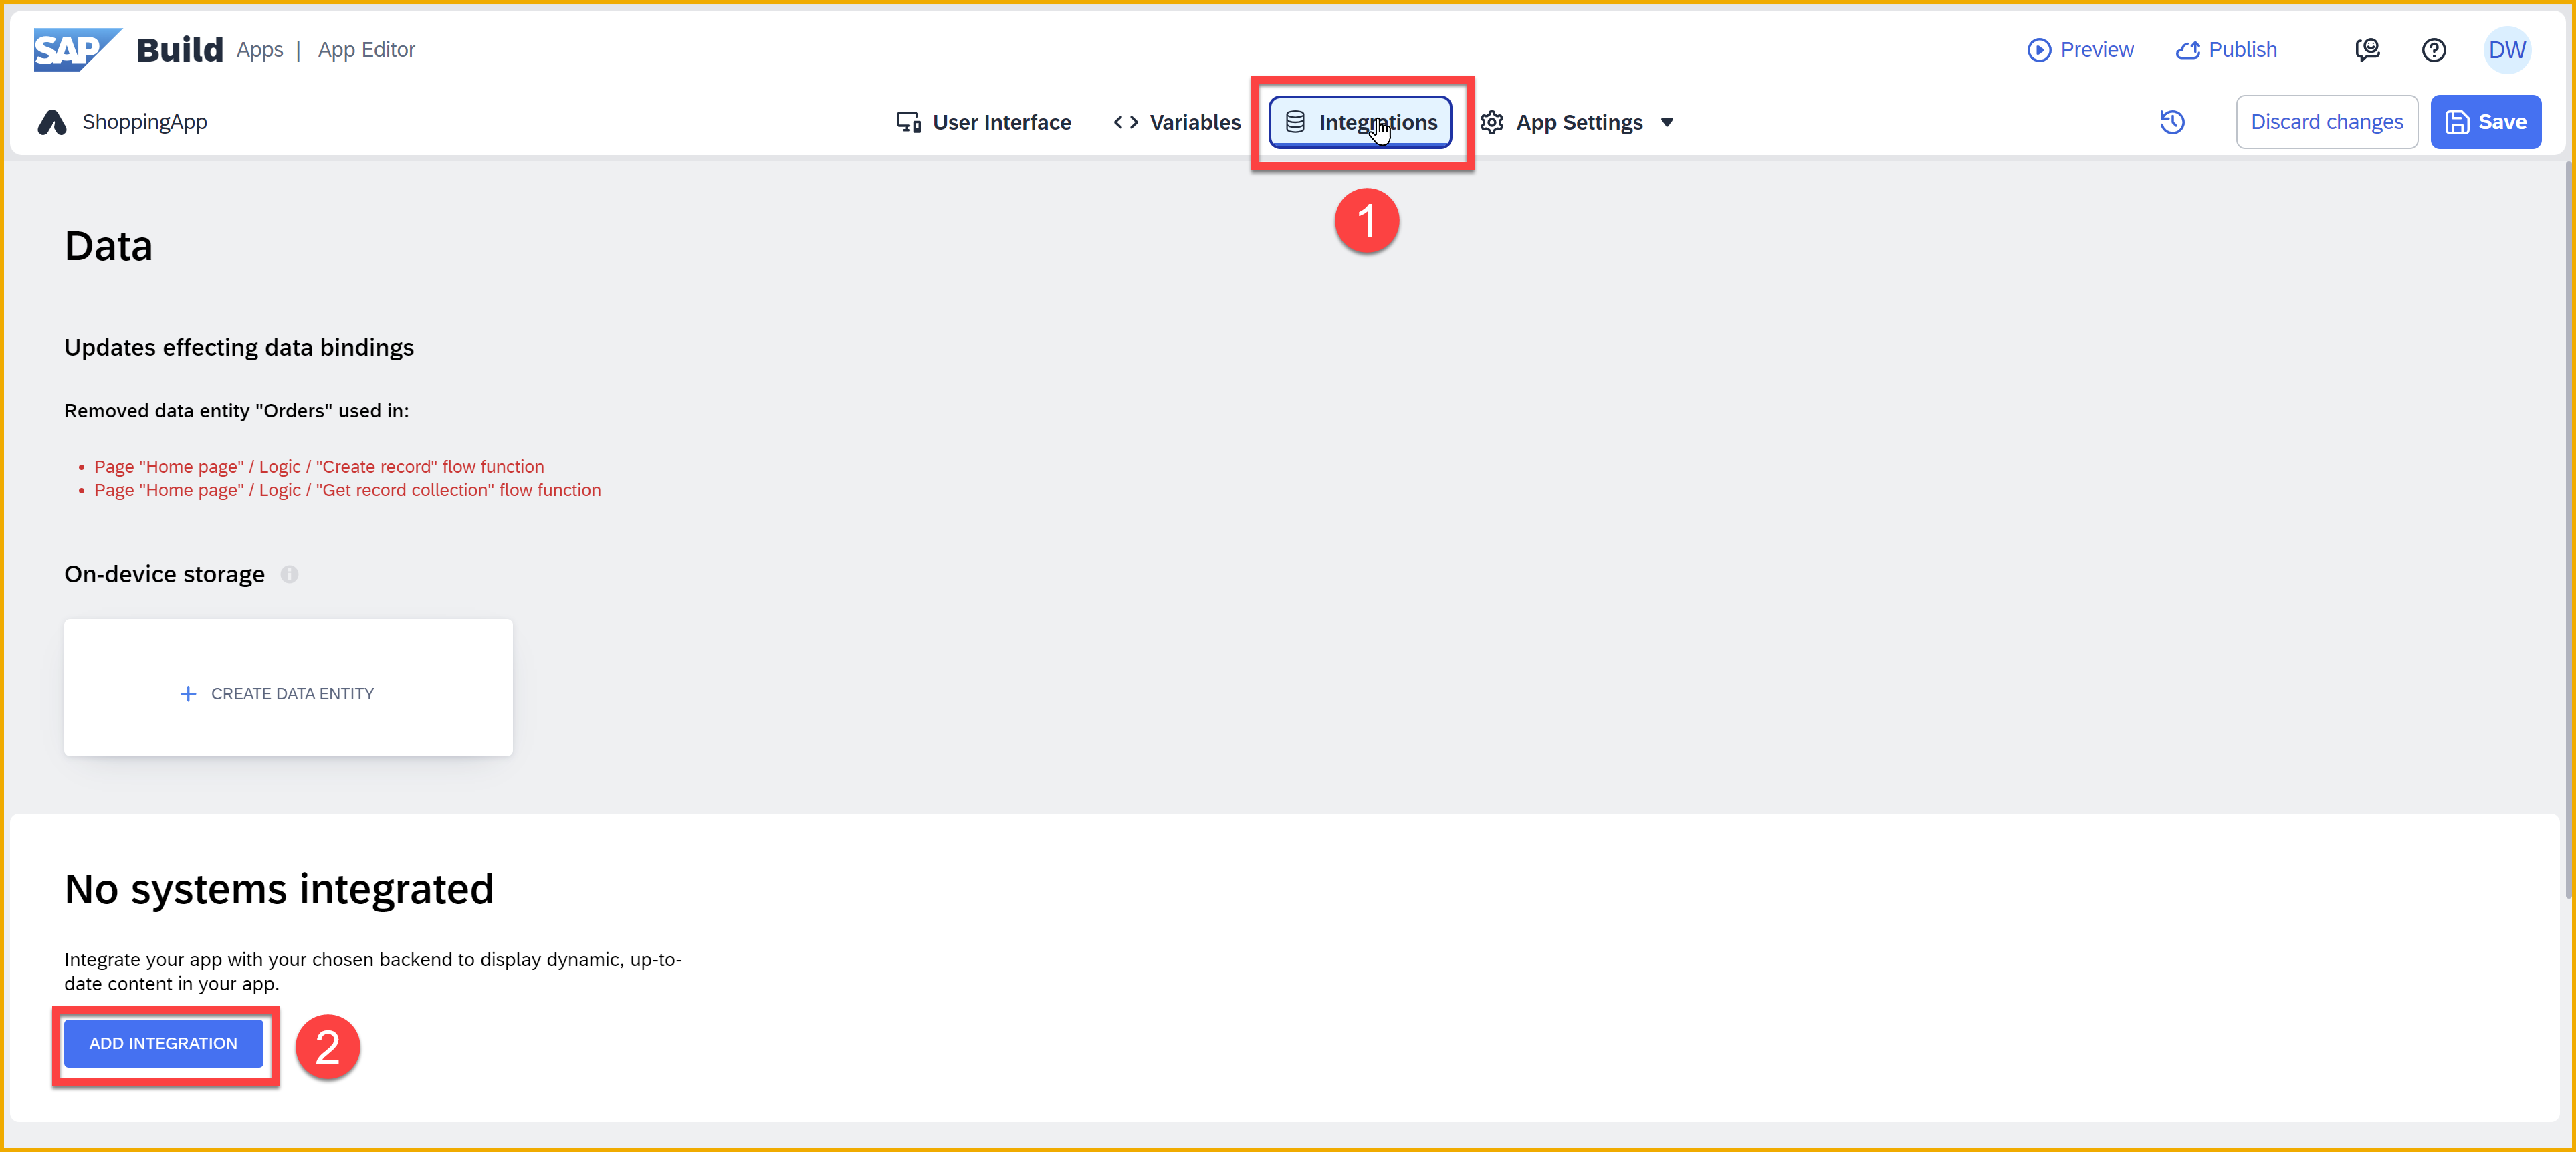 SAP Build Apps | App Editor Preview Publish DW
ShoppingApp User Interface Variables Integrations App Settings Discard changes Save
1
Data
Updates effecting data bindings
Removed data entity "Orders" used in:
• Page "Home page" / Logic / "Create record" flow function
• Page "Home page" / Logic / "Get record collection" flow function
On-device storage
+ CREATE DATA ENTITY
No systems integrated
Integrate your app with your chosen backend to display dynamic, up-to-
date content in your app.
ADD INTEGRATION 2